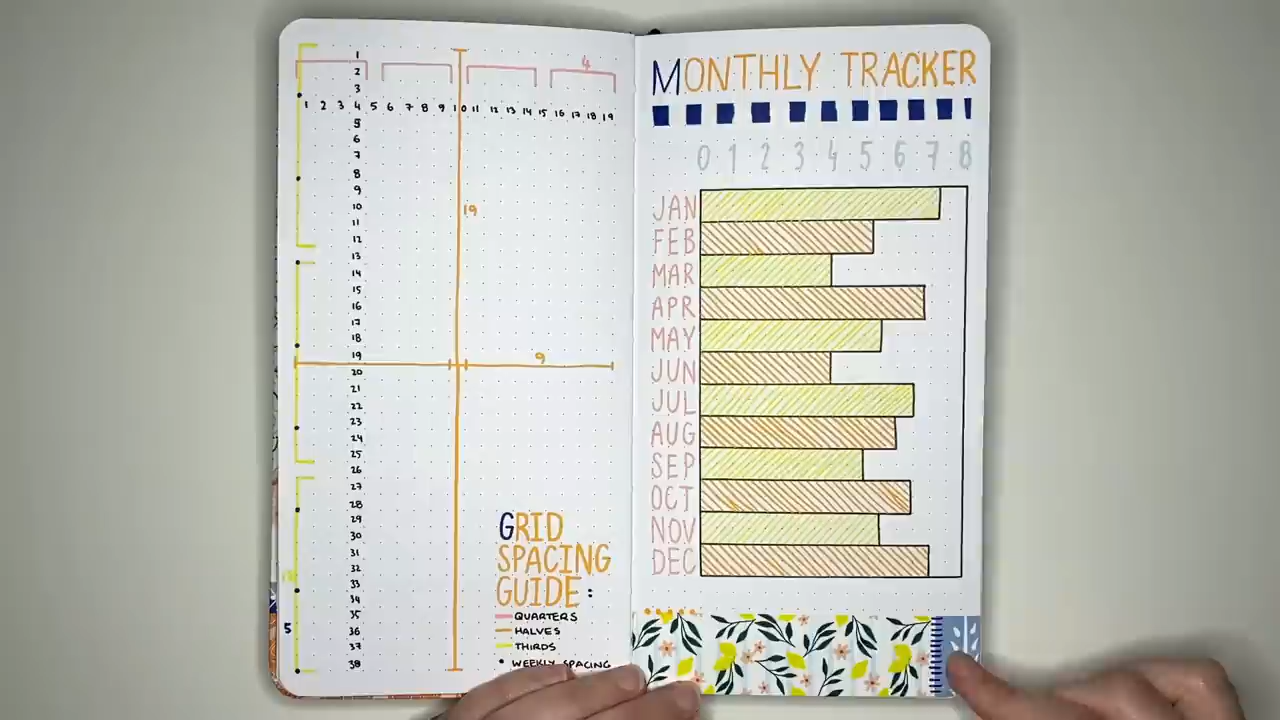 1
2
3
1 2 3 4 5 6 7 8 9 10 11 12 13 14 15 16 17 18 19
5
6
7
8
9
10
11
12
13
14
15
16
17
18
19
20
21
22
23
24
25
26
27
28
29
30
31
32
33
34
35
36
37
38
4
19
9
5
GRID
SPACING
GUIDE:
QUARTERS
HALVES
THIRDS
WEEKLY SPACING
MONTHLY TRACKER
0 1 2 3 4 5 6 7 8
JAN
FEB
MAR
APR
MAY
JUN
JUL
AUG
SEP
OCT
NOV
DEC